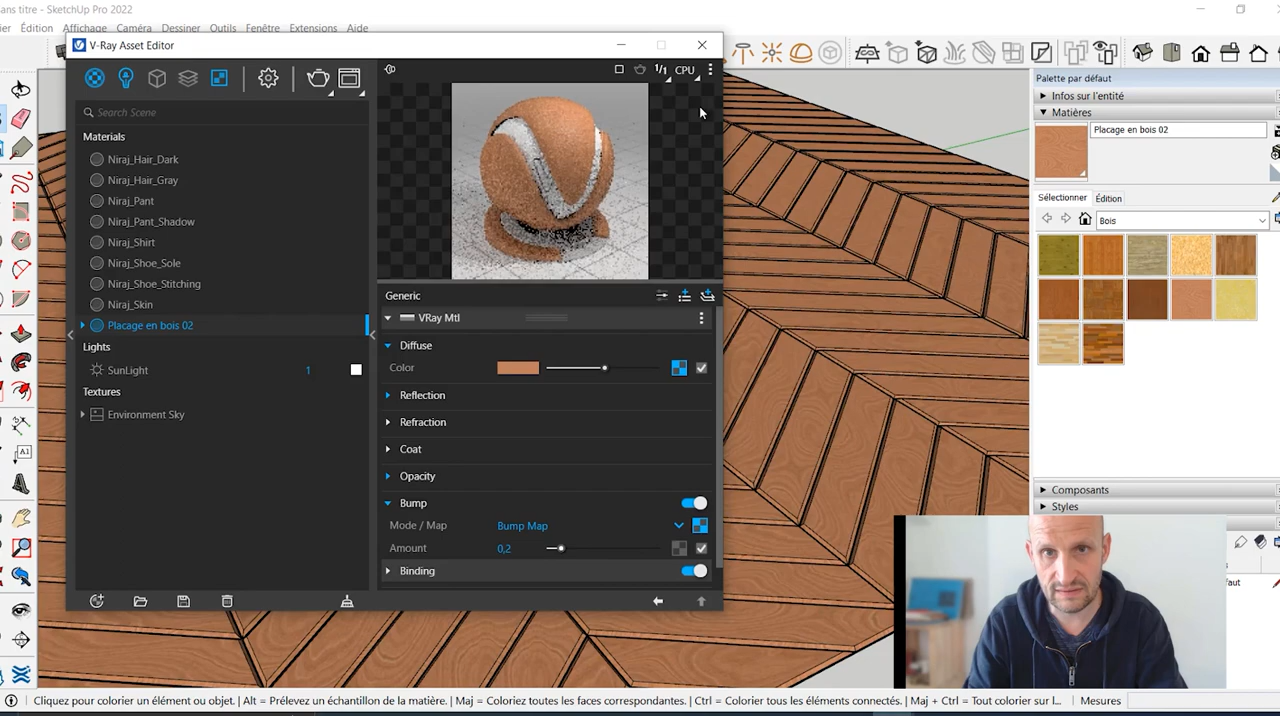 ans titre - SketchUp Pro 2022
ier Édition Affichage Caméra Dessiner Outils Fenêtre Extensions Aide
V-Ray Asset Editor
1/1 CPU
Search Scene
Materials
Niraj_Hair_Dark
Niraj_Hair_Gray
Niraj_Pant
Niraj_Pant_Shadow
Niraj_Shirt
Niraj_Shoe_Sole
Niraj_Shoe_Stitching
Niraj_Skin
Placage en bois 02
Lights
SunLight 1
Textures
Environment Sky
Generic
VRay Mtl
Diffuse
Color
Reflection
Refraction
Coat
Opacity
Bump
Mode / Map Bump Map
Amount 0,2
Binding
Palette par défaut
Infos sur l'entité
Matières
Placage en bois 02
Sélectionner Édition
Bois
Composants
Styles
aut
Cliquez pour colorier un élément ou objet. | Alt = Prélevez un échantillon de la matière. | Maj = Coloriez toutes les faces correspondantes. | Ctrl = Colorier tous les éléments connectés. | Maj + Ctrl = Tout colorier sur l... Mesures